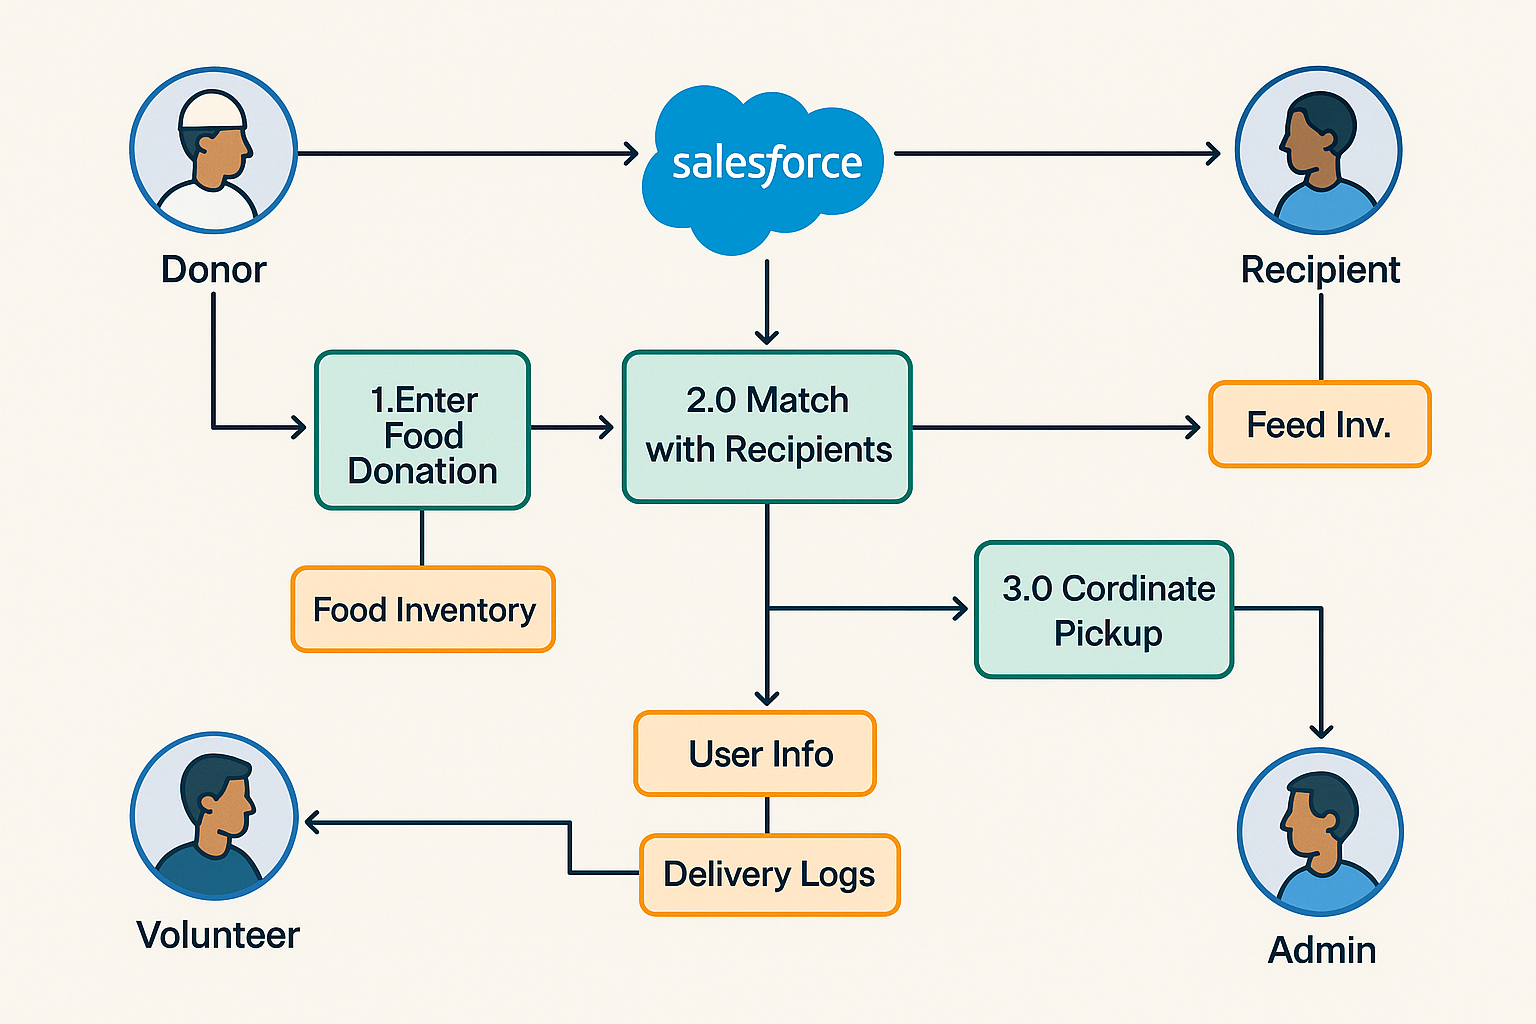 salesforce
Donor
Recipient
1.Enter
Food
Donation
2.0 Match
with Recipients
Feed Inv.
Food Inventory
3.0 Cordinate
Pickup
User Info
Delivery Logs
Volunteer
Admin